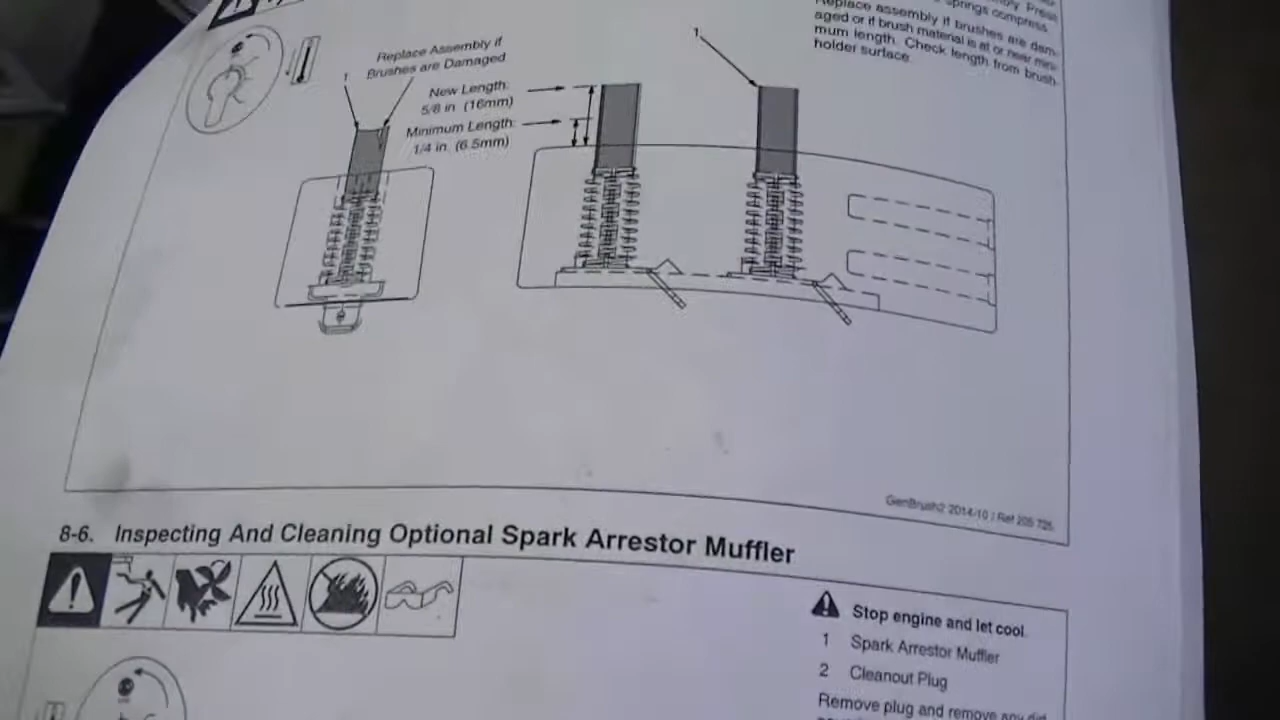 springs compress
Replace assembly if brushes are dam-
aged or if brush material is at or near mini-
mum length. Check length from brush-
holder surface.
Replace Assembly if
Brushes are Damaged
1
1
New Length:
5/8 in. (16mm)
Minimum Length:
1/4 in. (6.5mm)
GenBrush2 2014-10 / Ref 205 725
8-6. Inspecting And Cleaning Optional Spark Arrestor Muffler
Stop engine and let cool.
1 Spark Arrestor Muffler
2 Cleanout Plug
Remove plug and remove any dirt